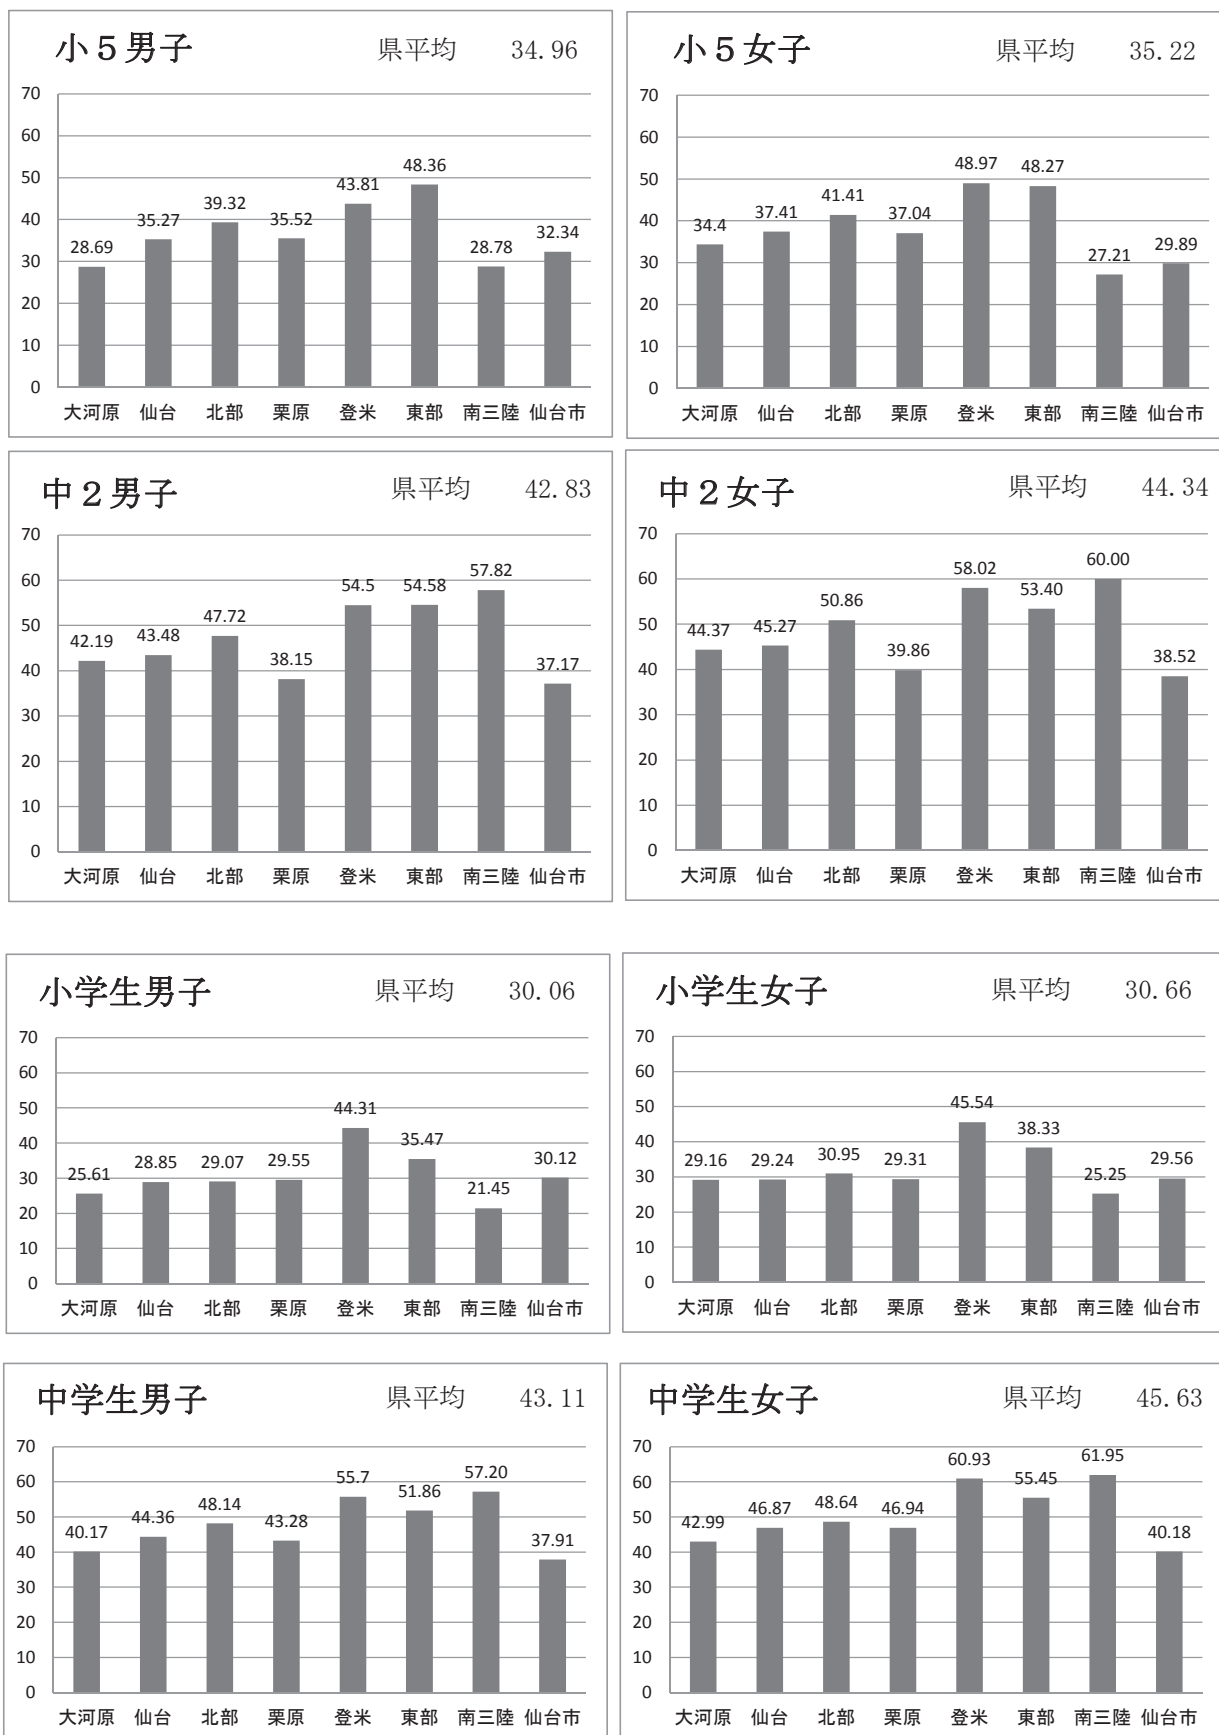 小５男子 県平均 34.96
70
60
50
40
30
20
10
0
28.69 35.27 39.32 35.52 43.81 48.36 28.78 32.34
大河原 仙台 北部 栗原 登米 東部 南三陸 仙台市
小５女子 県平均 35.22
70
60
50
40
30
20
10
0
34.4 37.41 41.41 37.04 48.97 48.27 27.21 29.89
大河原 仙台 北部 栗原 登米 東部 南三陸 仙台市
中２男子 県平均 42.83
70
60
50
40
30
20
10
0
42.19 43.48 47.72 38.15 54.5 54.58 57.82 37.17
大河原 仙台 北部 栗原 登米 東部 南三陸 仙台市
中２女子 県平均 44.34
70
60
50
40
30
20
10
0
44.37 45.27 50.86 39.86 58.02 53.40 60.00 38.52
大河原 仙台 北部 栗原 登米 東部 南三陸 仙台市
小学生男子 県平均 30.06
70
60
50
40
30
20
10
0
25.61 28.85 29.07 29.55 44.31 35.47 21.45 30.12
大河原 仙台 北部 栗原 登米 東部 南三陸 仙台市
小学生女子 県平均 30.66
70
60
50
40
30
20
10
0
29.16 29.24 30.95 29.31 45.54 38.33 25.25 29.56
大河原 仙台 北部 栗原 登米 東部 南三陸 仙台市
中学生男子 県平均 43.11
70
60
50
40
30
20
10
0
40.17 44.36 48.14 43.28 55.7 51.86 57.20 37.91
大河原 仙台 北部 栗原 登米 東部 南三陸 仙台市
中学生女子 県平均 45.63
70
60
50
40
30
20
10
0
42.99 46.87 48.64 46.94 60.93 55.45 61.95 40.18
大河原 仙台 北部 栗原 登米 東部 南三陸 仙台市